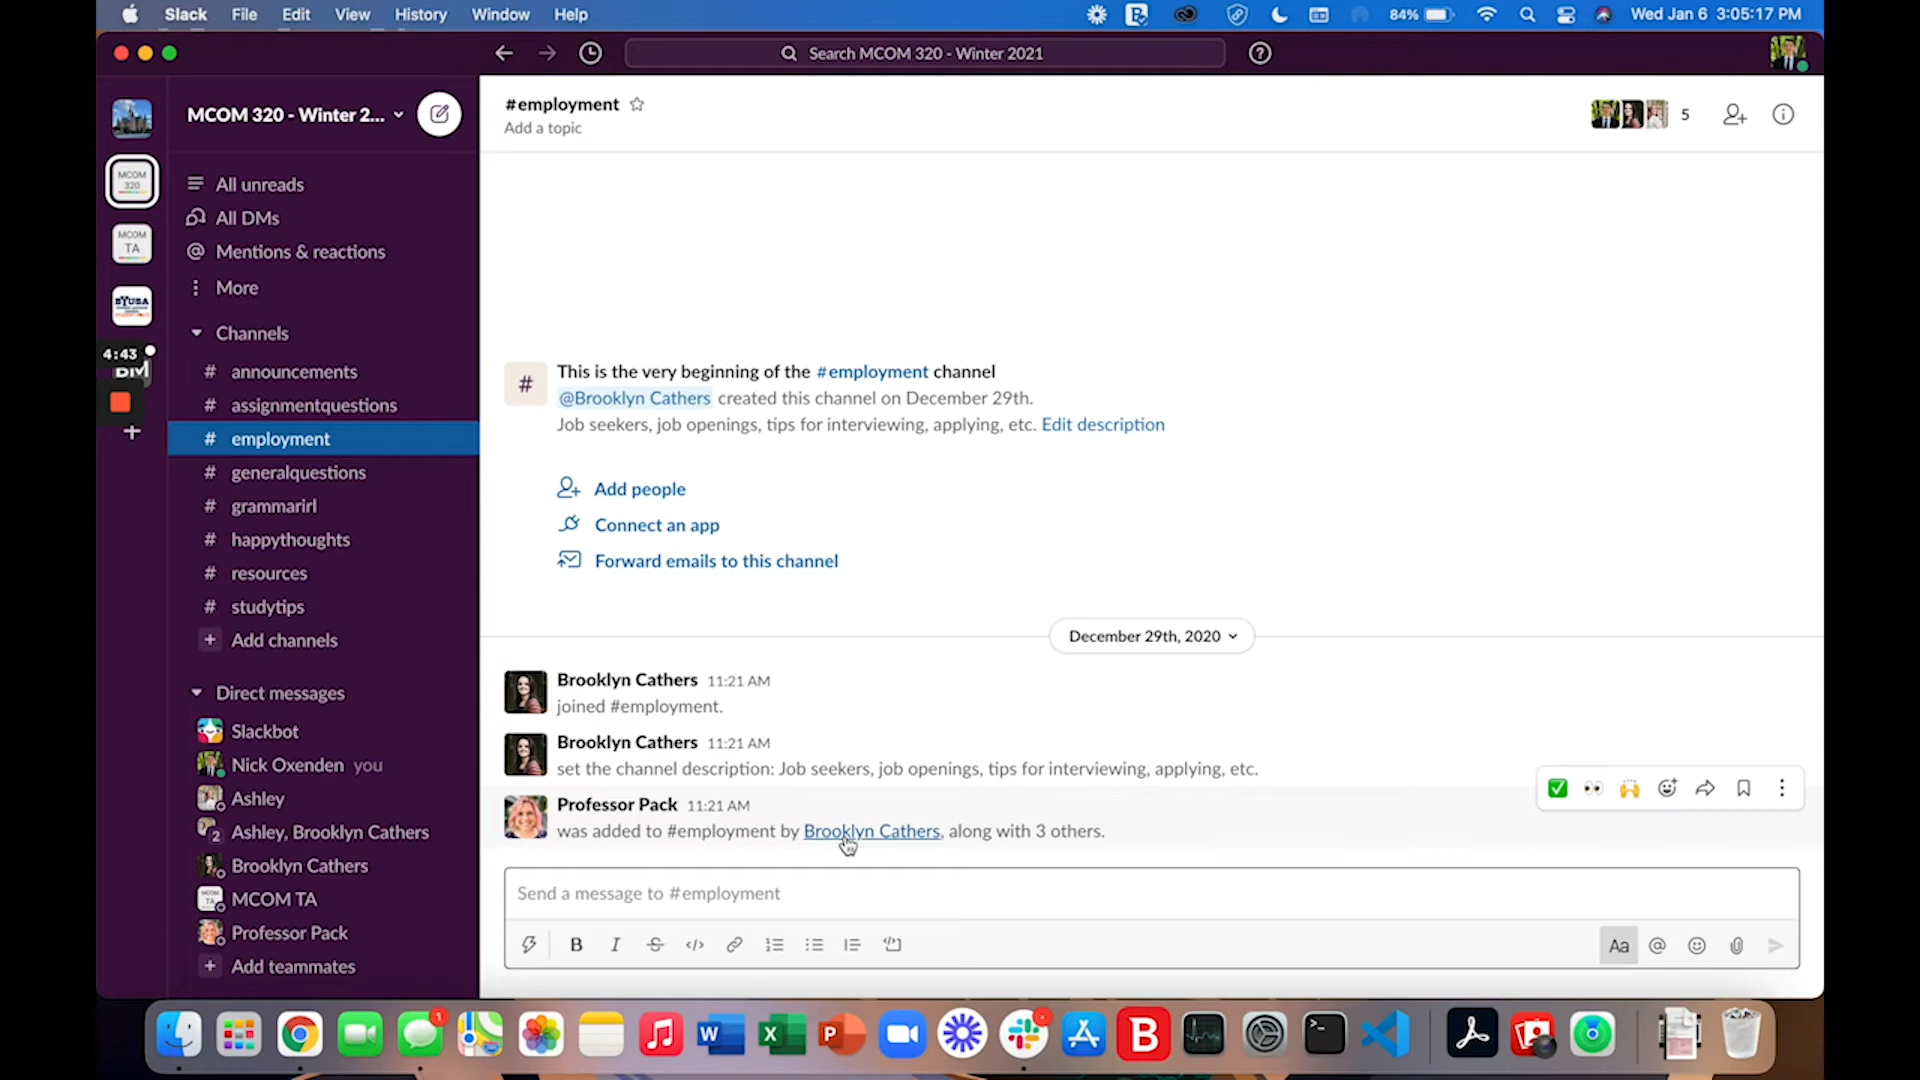 Slack File Edit View History Window Help 84% Wed Jan 6 3:05:17 PM
Search MCOM 320 - Winter 2021
MCOM 320 - Winter 2...
#employment
Add a topic
5
MCOM
320
MCOM
TA
BYUSA
4:43
BM
All unreads
All DMs
Mentions & reactions
More
Channels
# announcements
# assignmentquestions
# employment
# generalquestions
# grammarirl
# happythoughts
# resources
# studytips
+ Add channels
Direct messages
Slackbot
Nick Oxenden you
Ashley
2 Ashley, Brooklyn Cathers
Brooklyn Cathers
MCOM TA
Professor Pack
+ Add teammates
# This is the very beginning of the #employment channel
@Brooklyn Cathers created this channel on December 29th.
Job seekers, job openings, tips for interviewing, applying, etc. Edit description
Add people
Connect an app
Forward emails to this channel
December 29th, 2020
Brooklyn Cathers 11:21 AM
joined #employment.
Brooklyn Cathers 11:21 AM
set the channel description: Job seekers, job openings, tips for interviewing, applying, etc.
Professor Pack 11:21 AM
was added to #employment by Brooklyn Cathers, along with 3 others.
Send a message to #employment
B I S </> Aa @
1
W X P B